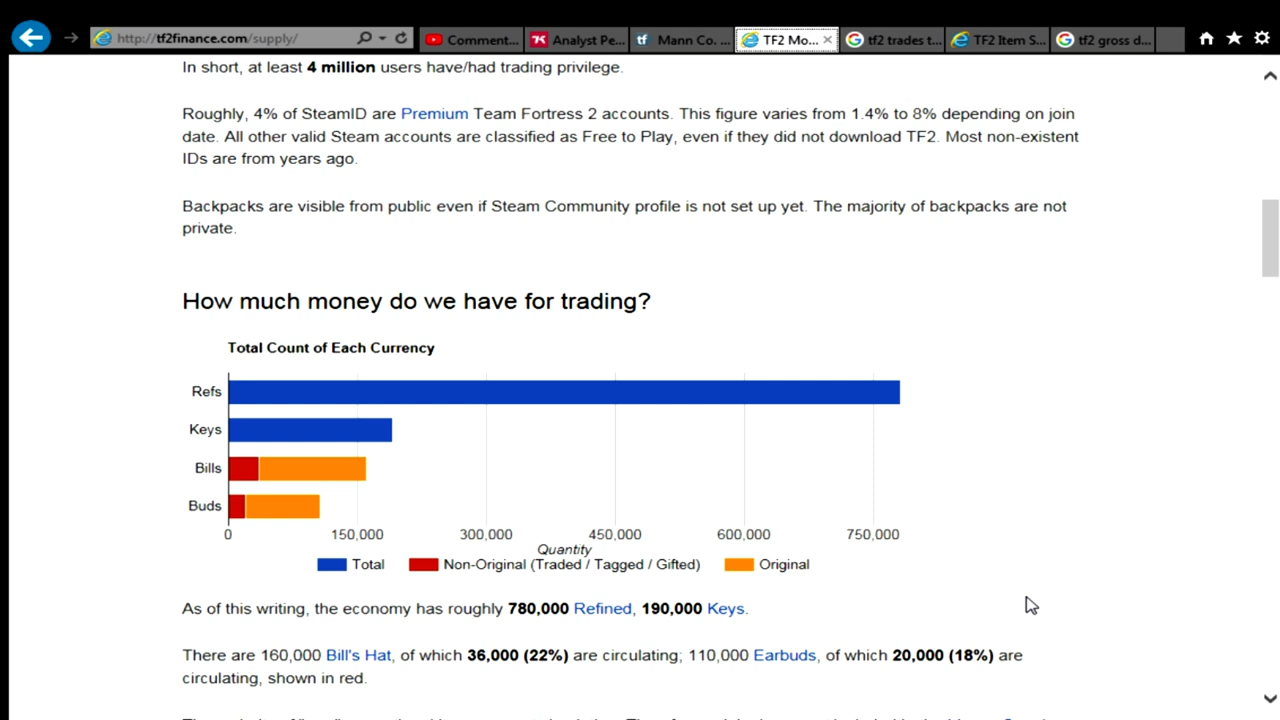 http://tf2finance.com/supply/
Comment...
Analyst Pe...
Mann Co. ...
TF2 Mo...
tf2 trades t...
TF2 Item S...
tf2 gross d...
In short, at least 4 million users have/had trading privilege.
Roughly, 4% of SteamID are Premium Team Fortress 2 accounts. This figure varies from 1.4% to 8% depending on join
date. All other valid Steam accounts are classified as Free to Play, even if they did not download TF2. Most non-existent
IDs are from years ago.
Backpacks are visible from public even if Steam Community profile is not set up yet. The majority of backpacks are not
private.
How much money do we have for trading?
Total Count of Each Currency
Refs
Keys
Bills
Buds
0 150,000 300,000 450,000 600,000 750,000
Quantity
Total Non-Original (Traded / Tagged / Gifted) Original
As of this writing, the economy has roughly 780,000 Refined, 190,000 Keys.
There are 160,000 Bill's Hat, of which 36,000 (22%) are circulating; 110,000 Earbuds, of which 20,000 (18%) are
circulating, shown in red.